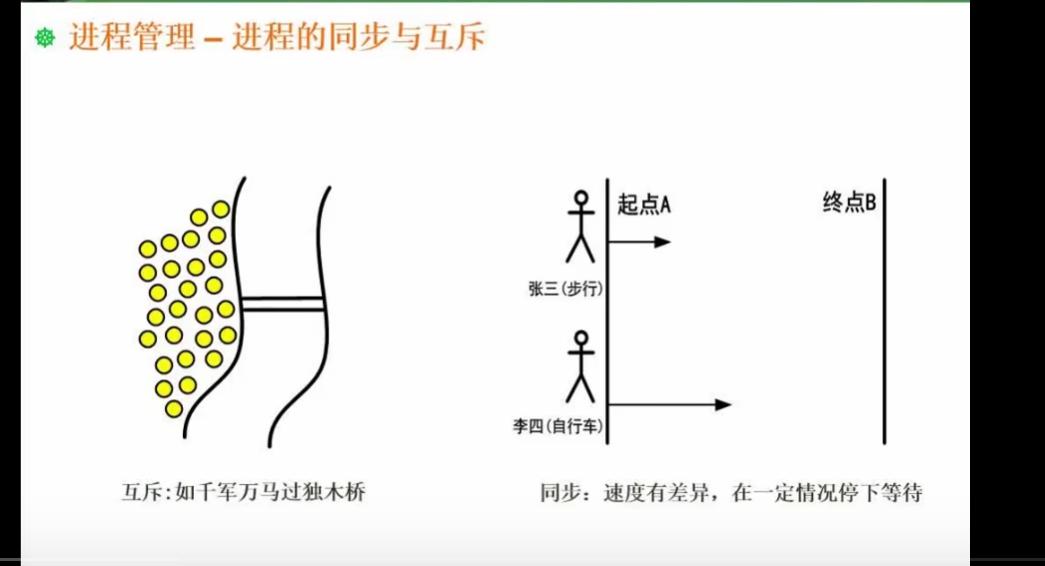 进程管理 – 进程的同步与互斥
起点A
终点B
张三(步行)
李四(自行车)
互斥:如千军万马过独木桥
同步：速度有差异，在一定情况停下等待